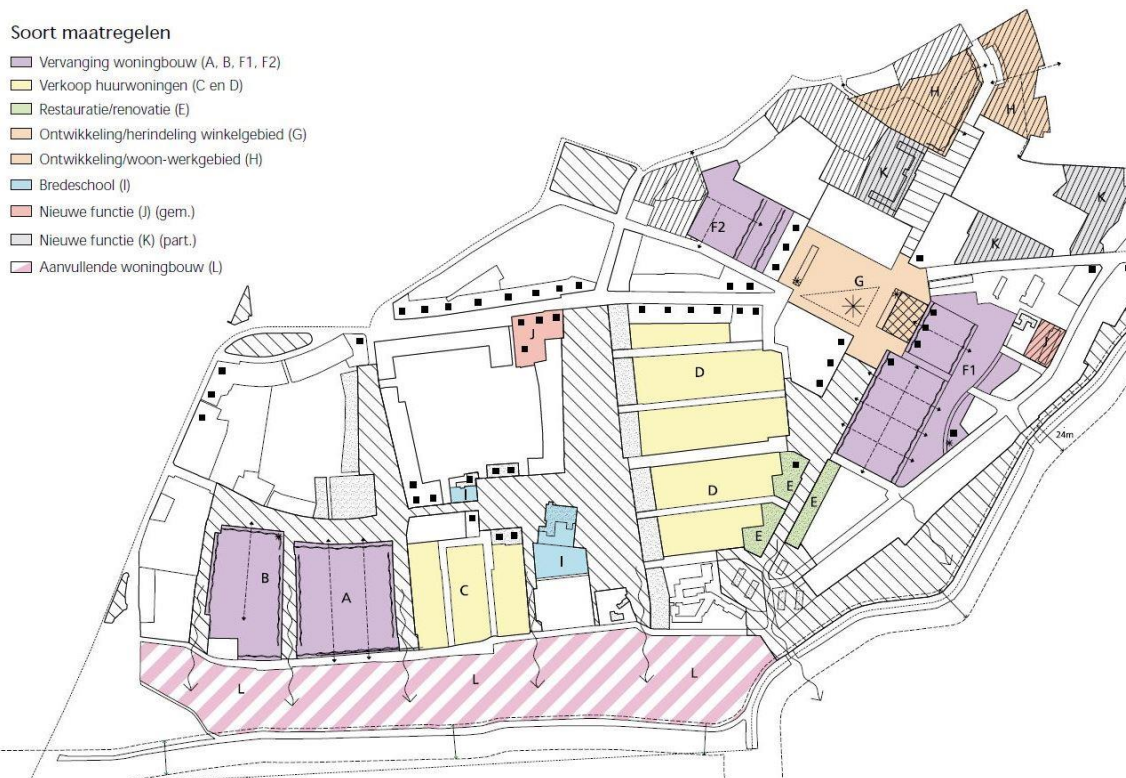 Soort maatregelen
Vervanging woningbouw (A, B, F1, F2)
Verkoop huurwoningen (C en D)
Restauratie/renovatie (E)
Ontwikkeling/herindeling winkelgebied (G)
Ontwikkeling/woon-werkgebied (H)
Bredeschool (I)
Nieuwe functie (J) (gem.)
Nieuwe functie (K) (part.)
Aanvullende woningbouw (L)
H
H
K
K
F2
K
G
J
J
D
F1
24m
D
E
E
I
E
I
B
C
A
L
L
L